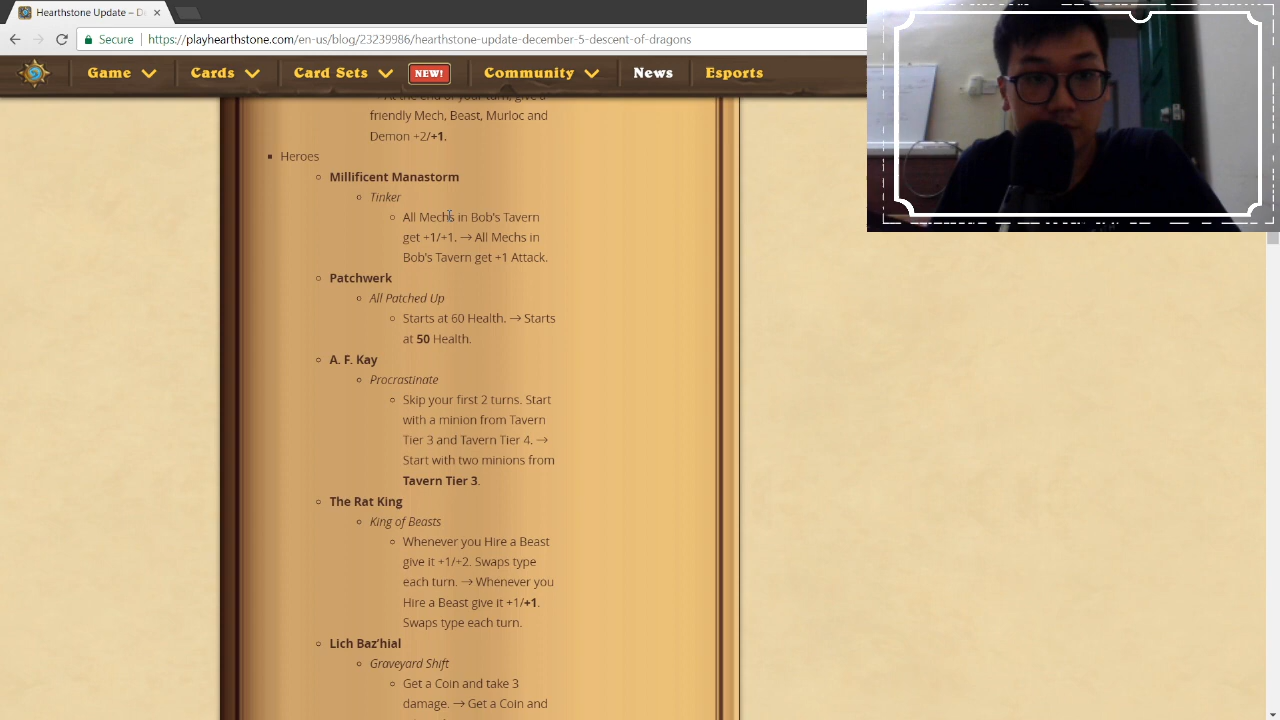 Hearthstone Update – D
Secure
https://playhearthstone.com/en-us/blog/23239986/hearthstone-update-december-5-descent-of-dragons
Game Cards Card Sets NEW! Community News Esports
At the end of your turn, give a
friendly Mech, Beast, Murloc and
Demon +2/+1.
Heroes
Millificent Manastorm
Tinker
All Mechs in Bob's Tavern
get +1/+1. → All Mechs in
Bob's Tavern get +1 Attack.
Patchwerk
All Patched Up
Starts at 60 Health. → Starts
at 50 Health.
A. F. Kay
Procrastinate
Skip your first 2 turns. Start
with a minion from Tavern
Tier 3 and Tavern Tier 4. →
Start with two minions from
Tavern Tier 3.
The Rat King
King of Beasts
Whenever you Hire a Beast
give it +1/+2. Swaps type
each turn. → Whenever you
Hire a Beast give it +1/+1.
Swaps type each turn.
Lich Baz'hial
Graveyard Shift
Get a Coin and take 3
damage. → Get a Coin and